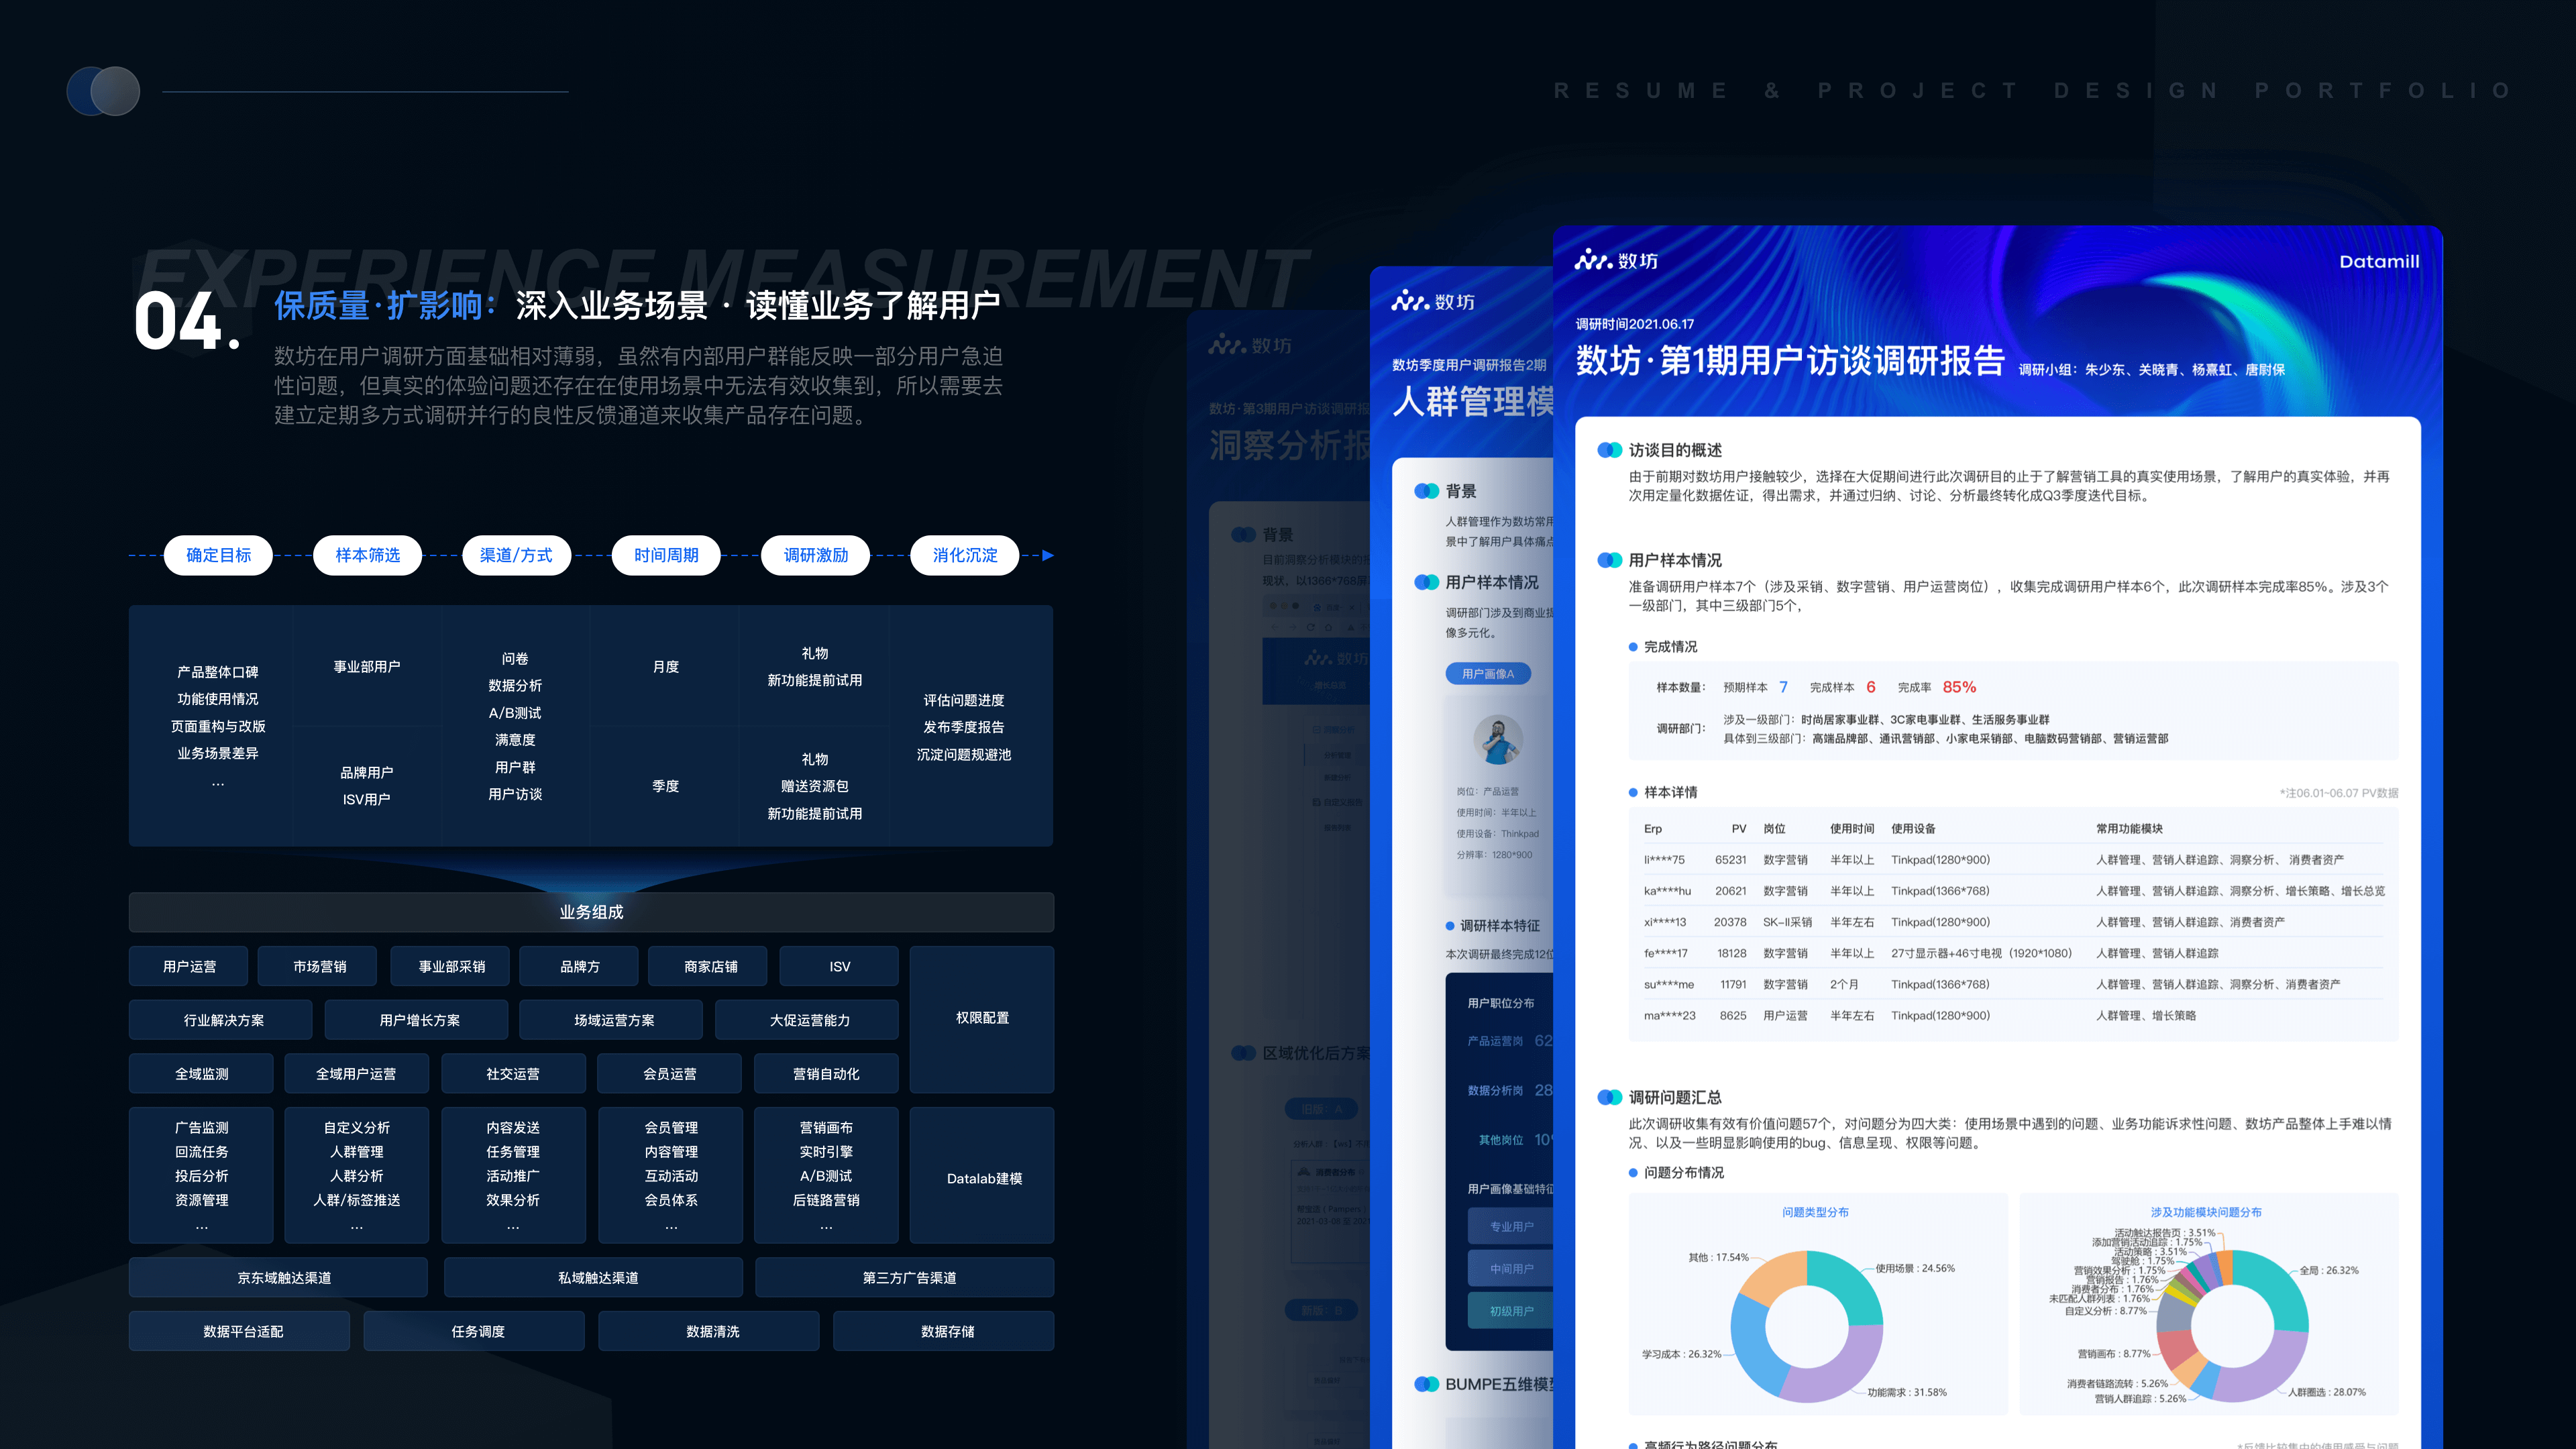 RESUME & PROJECT DESIGN PORTFOLIO
EXPERIENCE MEASUREMENT
04.
保质量·扩影响：深入业务场景 · 读懂业务了解用户
数坊在用户调研方面基础相对薄弱，虽然有内部用户群能反映一部分用户急迫
性问题，但真实的体验问题还存在在使用场景中无法有效收集到，所以需要去
建立定期多方式调研并行的良性反馈通道来收集产品存在问题。
确定目标
样本筛选
渠道/方式
时间周期
调研激励
消化沉淀
产品整体口碑
功能使用情况
页面重构与改版
业务场景差异
...
事业部用户
品牌用户
ISV用户
问卷
数据分析
A/B测试
满意度
用户群
用户访谈
月度
季度
礼物
新功能提前试用
礼物
赠送资源包
新功能提前试用
评估问题进度
发布季度报告
沉淀问题规避池
业务组成
用户运营
市场营销
事业部采销
品牌方
商家店铺
ISV
行业解决方案
用户增长方案
场域运营方案
大促运营能力
权限配置
全域监测
全域用户运营
社交运营
会员运营
营销自动化
广告监测
回流任务
投后分析
资源管理
...
自定义分析
人群管理
人群分析
人群/标签推送
...
内容发送
任务管理
活动推广
效果分析
...
会员管理
内容管理
互动活动
会员体系
...
营销画布
实时引擎
A/B测试
后链路营销
...
Datalab建模
京东域触达渠道
私域触达渠道
第三方广告渠道
数据平台适配
任务调度
数据清洗
数据存储
数坊
数坊·第3期用户访谈调研报
洞察分析报
背景
目前洞察分析模块的
现状，以1366*768屏
数坊
区域优化后方案
旧版：A
消费者分布
新版：B
数坊
数坊季度用户调研报告2期
人群管理模
背景
人群管理作为数坊常用
景中了解用户具体痛点
用户样本情况
调研部门涉及到商业提
像多元化。
用户画像A
岗位：产品运营
使用时间：半年以上
使用设备：Thinkpad
分辨率：1280*900
调研样本特征
本次调研最终完成12位
用户职位分布
产品运营岗 62
数据分析岗 28
其他岗位 10
用户画像基础特征
专业用户
中间用户
初级用户
BUMPE五维模型
数坊
Datamill
调研时间2021.06.17
数坊·第1期用户访谈调研报告 调研小组：朱少东、关晓青、杨熹虹、唐尉保
访谈目的概述
由于前期对数坊用户接触较少，选择在大促期间进行此次调研目的止于了解营销工具的真实使用场景，了解用户的真实体验，并再
次用定量化数据佐证，得出需求，并通过归纳、讨论、分析最终转化成Q3季度迭代目标。
用户样本情况
准备调研用户样本7个（涉及采销、数字营销、用户运营岗位），收集完成调研用户样本6个，此次调研样本完成率85%。涉及3个
一级部门，其中三级部门5个，
完成情况
样本数量： 预期样本 7 完成样本 6 完成率 85%
调研部门： 涉及一级部门：时尚居家事业群、3C家电事业群、生活服务事业群
具体到三级部门：高端品牌部、通讯营销部、小家电采销部、电脑数码营销部、营销运营部
样本详情 *注06.01~06.07 PV数据
Erp PV 岗位 使用时间 使用设备 常用功能模块
li****75 65231 数字营销 半年以上 Tinkpad(1280*900) 人群管理、营销人群追踪、洞察分析、 消费者资产
ka****hu 20621 数字营销 半年以上 Tinkpad(1366*768) 人群管理、营销人群追踪、洞察分析、增长策略、增长总览
xi****13 20378 SK-II采销 半年左右 Tinkpad(1280*900) 人群管理、营销人群追踪、消费者资产
fe****17 18128 数字营销 半年以上 27寸显示器+46寸电视（1920*1080) 人群管理、营销人群追踪
su****me 11791 数字营销 2个月 Tinkpad(1366*768) 人群管理、营销人群追踪、洞察分析、消费者资产
ma****23 8625 用户运营 半年左右 Tinkpad(1280*900) 人群管理、增长策略
调研问题汇总
此次调研收集有效有价值问题57个，对问题分为四大类：使用场景中遇到的问题、业务功能诉求性问题、数坊产品整体上手难以情
况、以及一些明显影响使用的bug、信息呈现、权限等问题。
问题分布情况
问题类型分布
其他 : 17.54%
使用场景 : 24.56%
学习成本 : 26.32%
功能需求 : 31.58%
涉及功能模块问题分布
活动触达报告页 : 3.51%
添加营销活动追踪 : 1.75%
活动策略 : 3.51%
驾驶舱 : 1.75%
营销效果分析 : 1.75%
营销报告 : 1.76%
消费者分布 : 1.76%
未匹配人群列表 : 1.76%
自定义分析 : 8.77%
营销画布 : 8.77%
消费者链路流转 : 5.26%
营销人群追踪 : 5.26%
全局 : 26.32%
人群圈选 : 28.07%
高频行为路径问题分布
*反馈比较集中的使用感受与问题